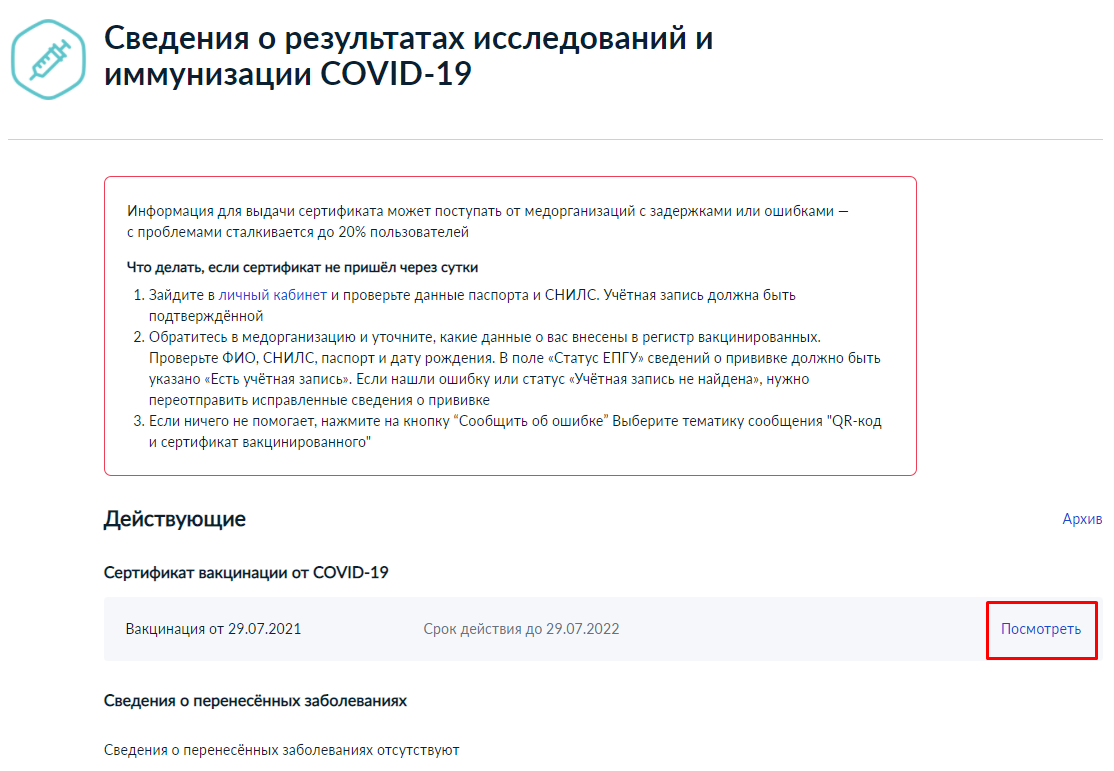 Сведения о результатах исследований и
иммунизации COVID-19
Информация для выдачи сертификата может поступать от медорганизаций с задержками или ошибками —
с проблемами сталкивается до 20% пользователей
Что делать, если сертификат не пришёл через сутки
1. Зайдите в личный кабинет и проверьте данные паспорта и СНИЛС. Учётная запись должна быть
подтверждённой
2. Обратитесь в медорганизацию и уточните, какие данные о вас внесены в регистр вакцинированных.
Проверьте ФИО, СНИЛС, паспорт и дату рождения. В поле «Статус ЕПГУ» сведений о прививке должно быть
указано «Есть учётная запись». Если нашли ошибку или статус «Учётная запись не найдена», нужно
переотправить исправленные сведения о прививке
3. Если ничего не помогает, нажмите на кнопку “Сообщить об ошибке” Выберите тематику сообщения "QR-код
и сертификат вакцинированного"
Действующие
Архив
Сертификат вакцинации от COVID-19
Вакцинация от 29.07.2021
Срок действия до 29.07.2022
Посмотреть
Сведения о перенесённых заболеваниях
Сведения о перенесённых заболеваниях отсутствуют